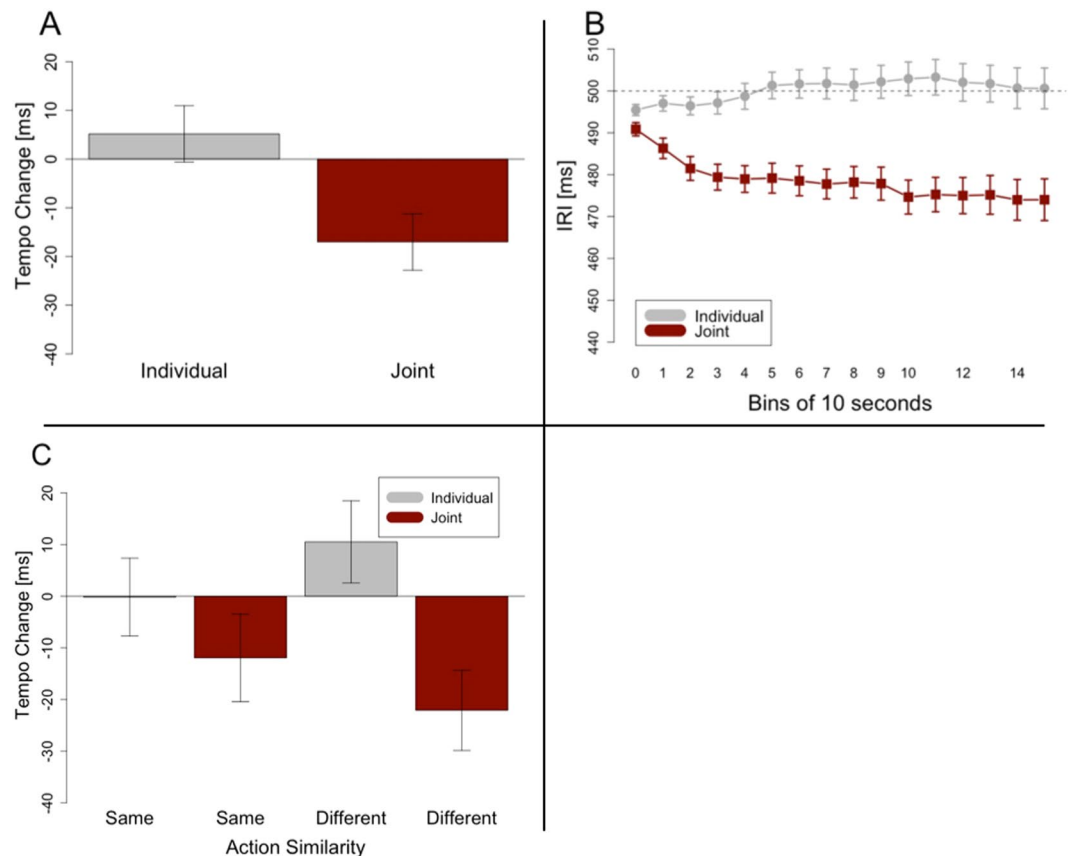 A
Tempo Change [ms]
20
10
0
-10
-20
-30
-40
Individual Joint
B
IRI [ms]
510
500
490
480
470
460
450
440
Individual
Joint
0 1 2 3 4 5 6 7 8 9 10 12 14
Bins of 10 seconds
C
Tempo Change [ms]
20
10
0
-10
-20
-30
-40
Individual
Joint
Same Same Different Different
Action Similarity